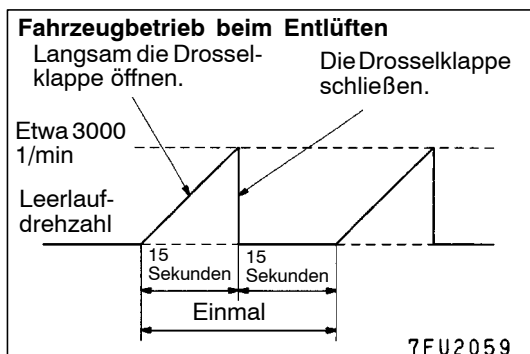 Fahrzeugbetrieb beim Entlüften
Langsam die Drossel-
klappe öffnen.
Die Drosselklappe
schließen.
Etwa 3000
1/min
Leerlauf-
drehzahl
15
Sekunden
15
Sekunden
Einmal
7FU2059